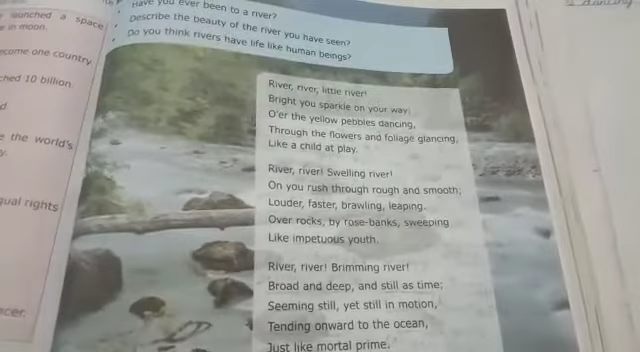 Have you ever been to a river?
Describe the beauty of the river you have seen?
Do you think rivers have life like human beings?
launched a space
in moon.
come one country
ched 10 billion
d.
the world's
y.
qual rights
cer.
River, river, little river!
Bright you sparkle on your way;
O'er the yellow pebbles dancing,
Through the flowers and foliage glancing,
Like a child at play.
River, river! Swelling river!
On you rush through rough and smooth;
Louder, faster, brawling, leaping.
Over rocks, by rose-banks, sweeping
Like impetuous youth.
River, river! Brimming river!
Broad and deep, and still as time;
Seeming still, yet still in motion,
Tending onward to the ocean,
Just like mortal prime.
dancing